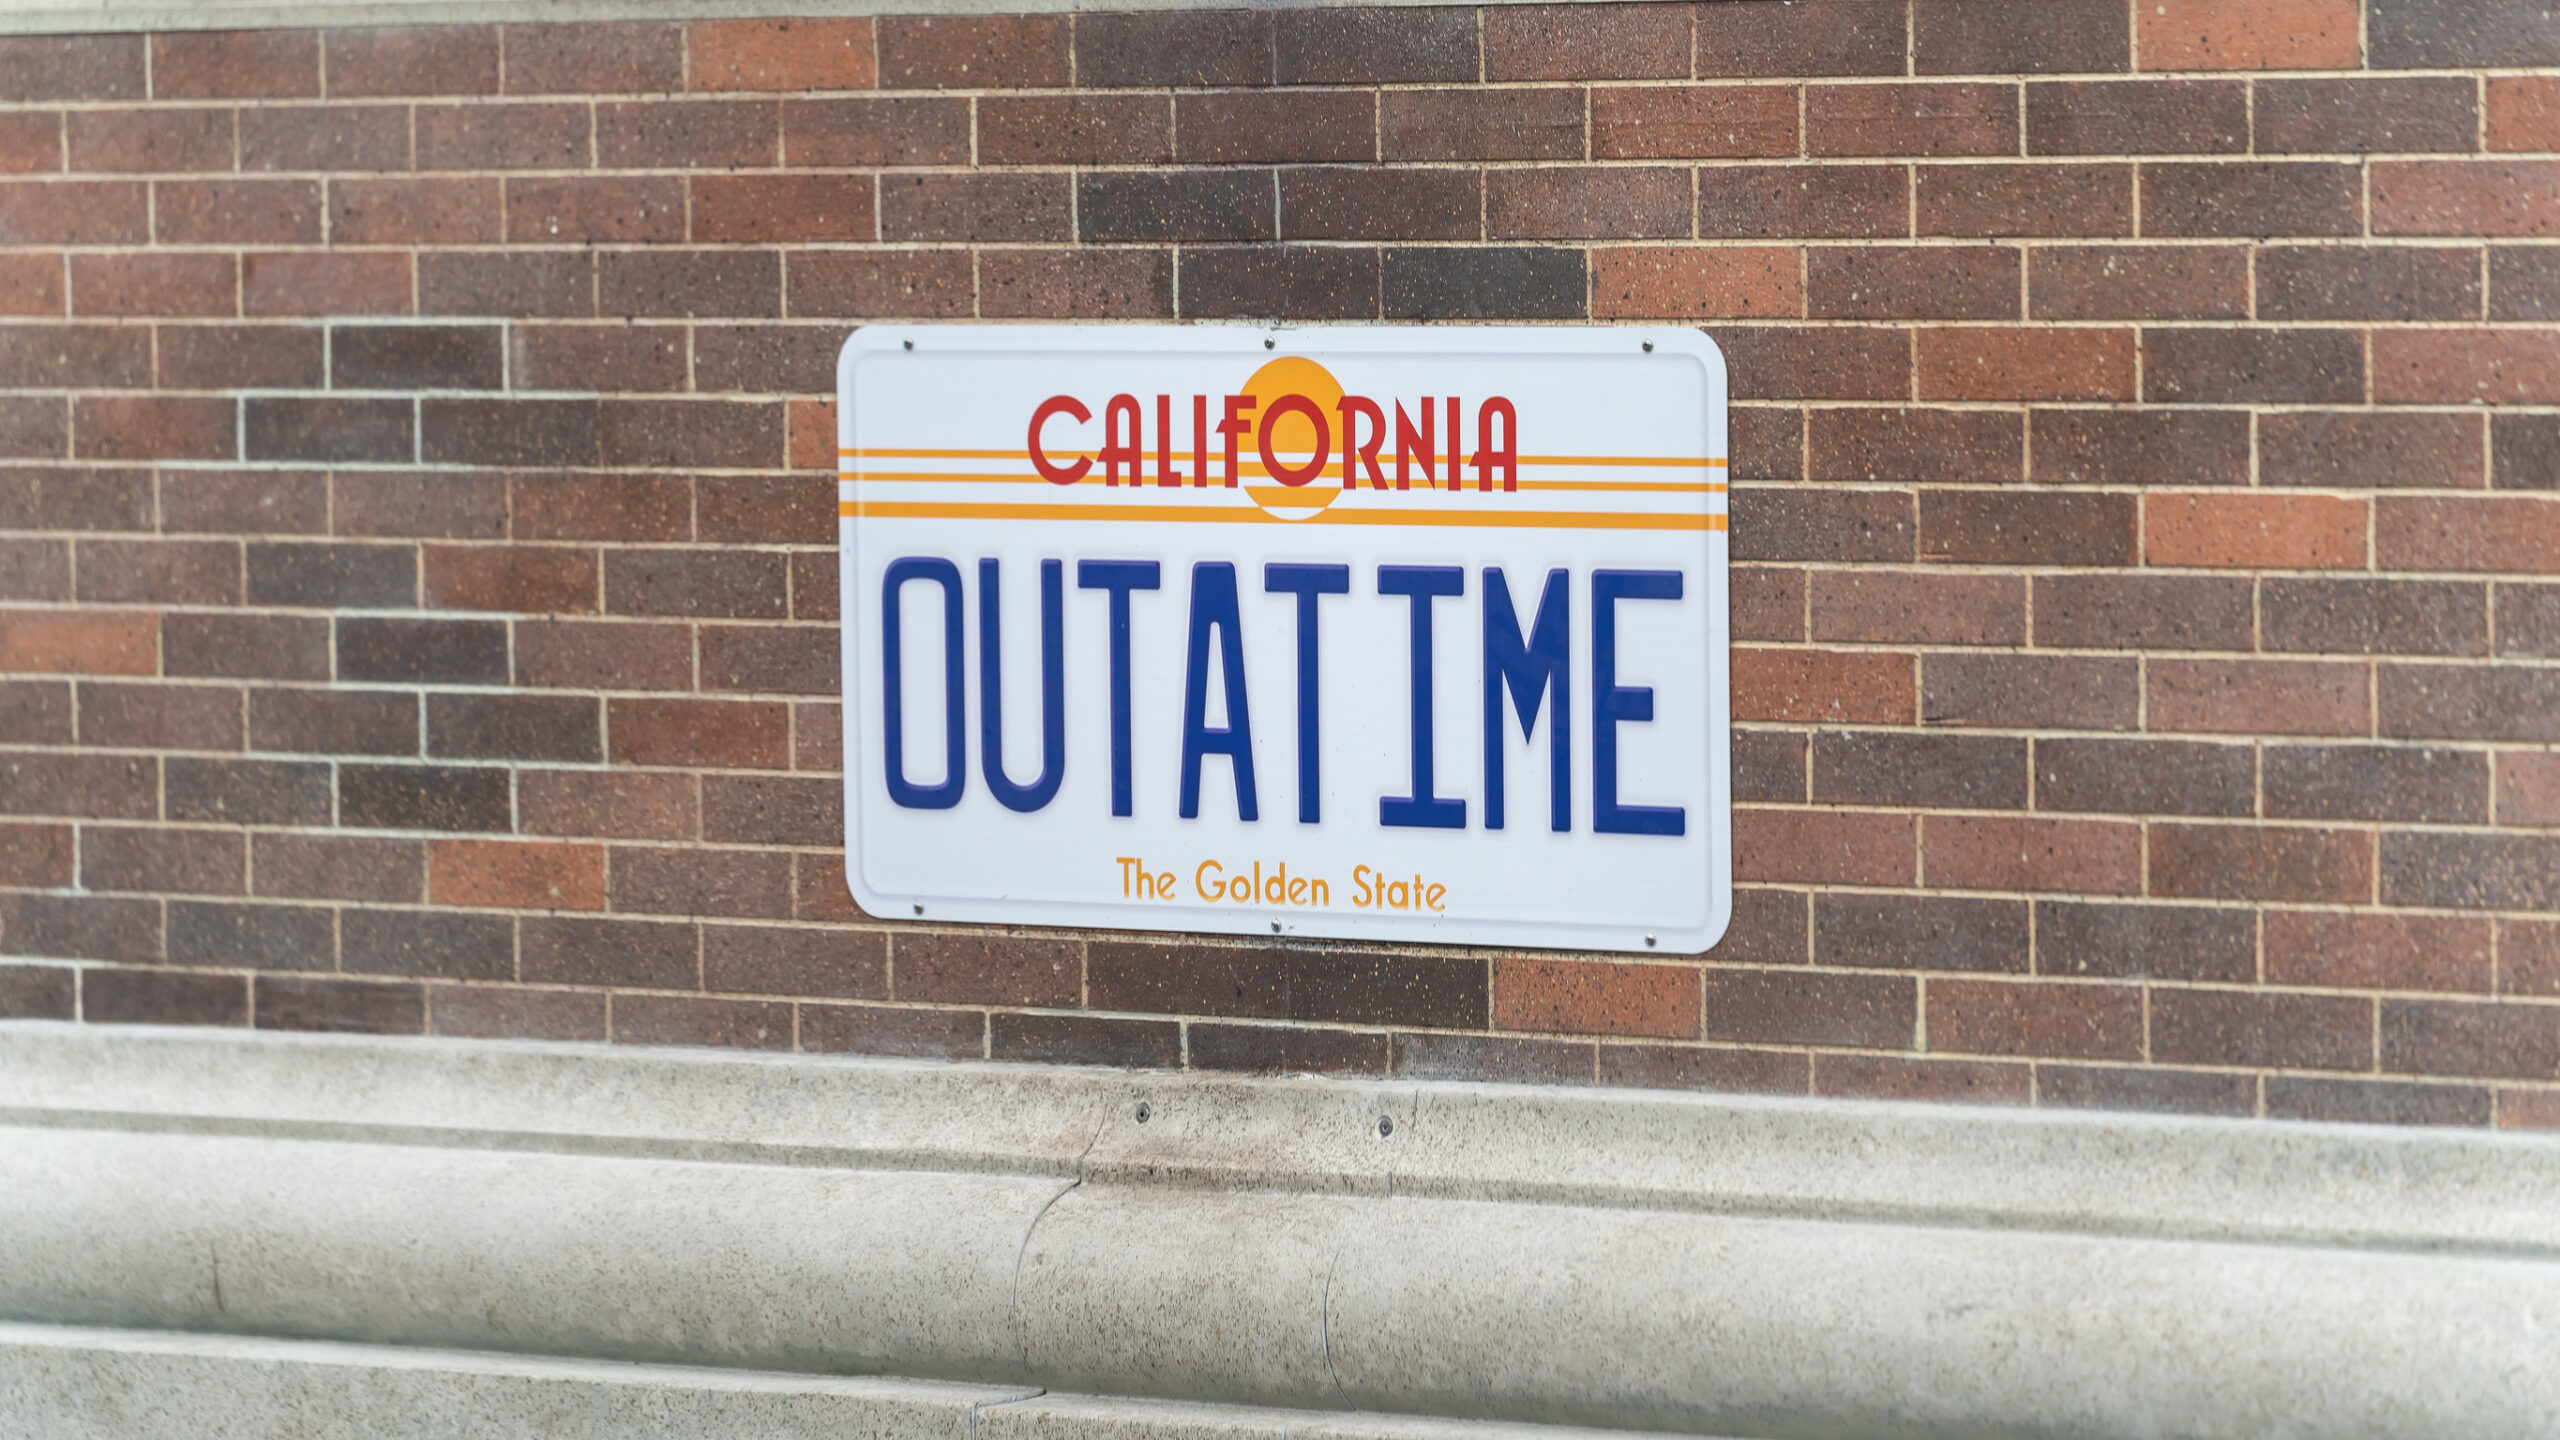 CALIFORNIA
OUTATIME
The Golden State